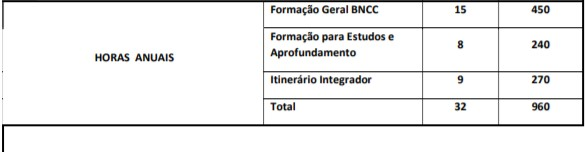 Formação Geral BNCC 15 450
HORAS ANUAIS
Formação para Estudos e
Aprofundamento 8 240
Itinerário Integrador 9 270
Total 32 960